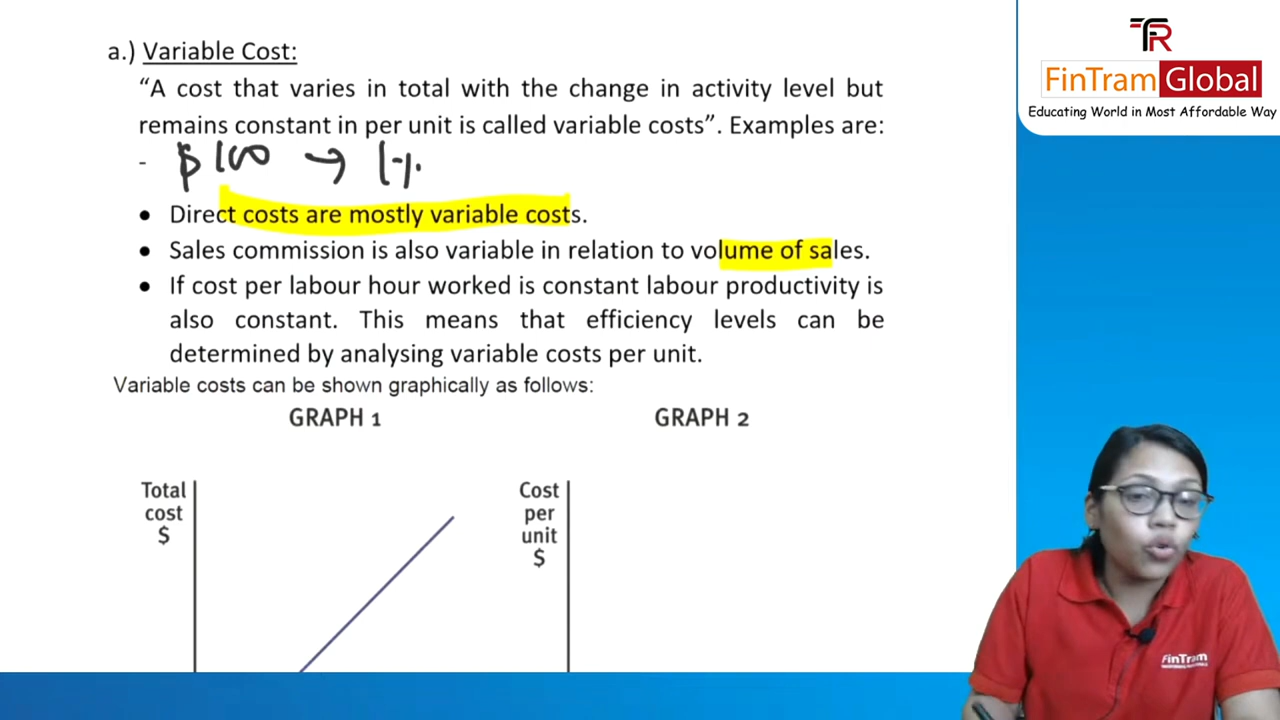 a.) Variable Cost:
“A cost that varies in total with the change in activity level but
remains constant in per unit is called variable costs”. Examples are:
- $100 → 1%
• Direct costs are mostly variable costs.
• Sales commission is also variable in relation to volume of sales.
• If cost per labour hour worked is constant labour productivity is
also constant. This means that efficiency levels can be
determined by analysing variable costs per unit.
Variable costs can be shown graphically as follows:
GRAPH 1
GRAPH 2
Total
cost
$
Cost
per
unit
$
FinTram Global
Educating World in Most Affordable Way
FinTram